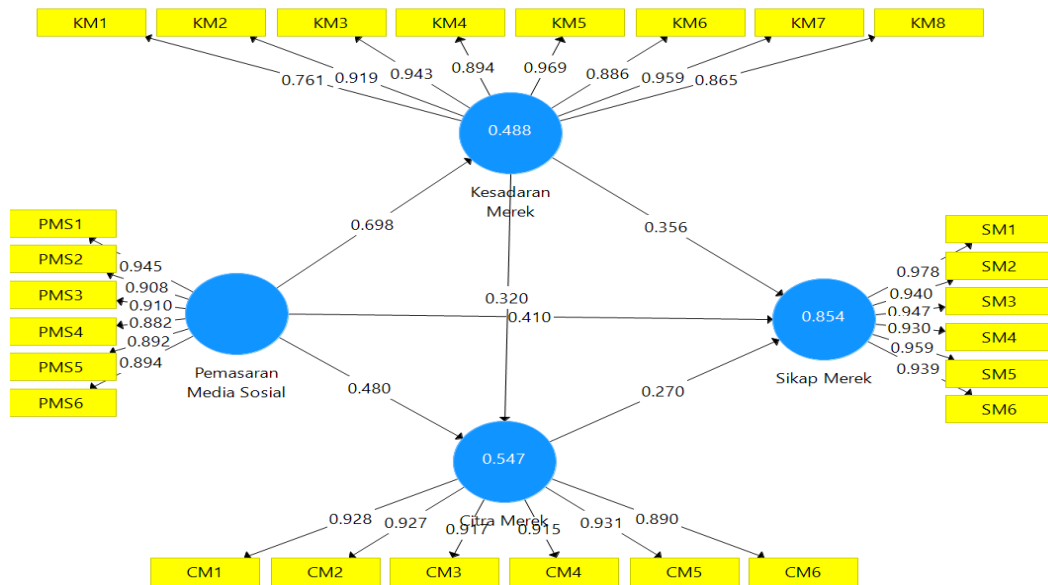 KM1 KM2 KM3 KM4 KM5 KM6 KM7 KM8
0.761 0.919 0.943 0.894 0.969 0.886 0.959 0.865
0.488
Kesadaran
Merek
0.698
0.356
PMS1
PMS2
PMS3
PMS4
PMS5
PMS6
0.945
0.908
0.910
0.882
0.892
0.894
Pemasaran
Media Sosial
0.320
0.410
0.480
0.270
0.854
Sikap Merek
0.978
0.940
0.947
0.930
0.959
0.939
SM1
SM2
SM3
SM4
SM5
SM6
0.547
Citra Merek
0.928 0.927 0.917 0.915 0.931 0.890
CM1 CM2 CM3 CM4 CM5 CM6